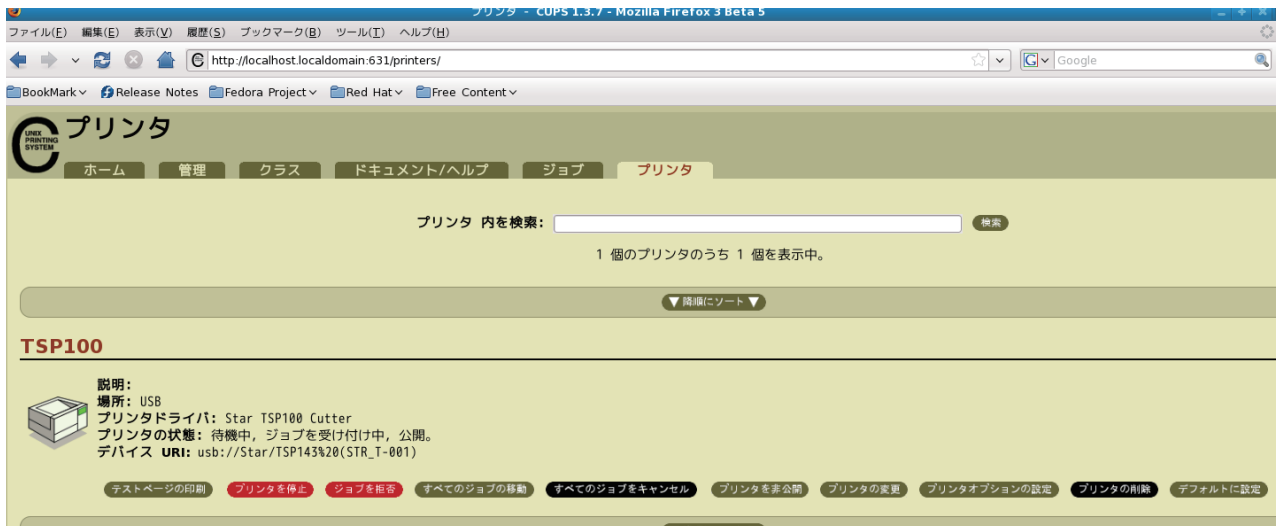 プリンタ - CUPS 1.3.7 - Mozilla Firefox 3 Beta 5
ファイル(F) 編集(E) 表示(V) 履歴(S) ブックマーク(B) ツール(T) ヘルプ(H)
http://localhost.localdomain:631/printers/
Google
BookMark Release Notes Fedora Project Red Hat Free Content
UNIX PRINTING SYSTEM
プリンタ
ホーム 管理 クラス ドキュメント/ヘルプ ジョブ プリンタ
プリンタ 内を検索: 検索
1 個のプリンタのうち 1 個を表示中。
▼ 降順にソート ▼
TSP100
説明:
場所: USB
プリンタドライバ: Star TSP100 Cutter
プリンタの状態: 待機中, ジョブを受け付け中, 公開。
デバイス URI: usb://Star/TSP143%20(STR_T-001)
テストページの印刷 プリンタを停止 ジョブを拒否 すべてのジョブの移動 すべてのジョブをキャンセル プリンタを非公開 プリンタの変更 プリンタオプションの設定 プリンタの削除 デフォルトに設定